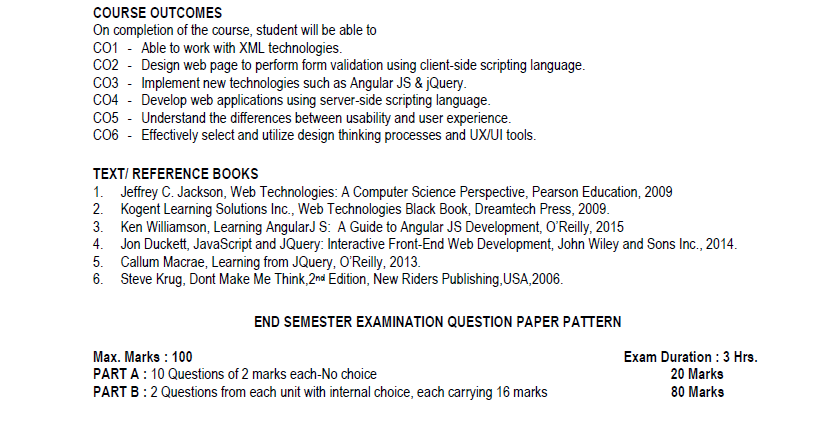 COURSE OUTCOMES
On completion of the course, student will be able to
CO1 - Able to work with XML technologies.
CO2 - Design web page to perform form validation using client-side scripting language.
CO3 - Implement new technologies such as Angular JS & jQuery.
CO4 - Develop web applications using server-side scripting language.
CO5 - Understand the differences between usability and user experience.
CO6 - Effectively select and utilize design thinking processes and UX/UI tools.
TEXT/ REFERENCE BOOKS
1. Jeffrey C. Jackson, Web Technologies: A Computer Science Perspective, Pearson Education, 2009
2. Kogent Learning Solutions Inc., Web Technologies Black Book, Dreamtech Press, 2009.
3. Ken Williamson, Learning AngularJ S: A Guide to Angular JS Development, O'Reilly, 2015
4. Jon Duckett, JavaScript and JQuery: Interactive Front-End Web Development, John Wiley and Sons Inc., 2014.
5. Callum Macrae, Learning from JQuery, O'Reilly, 2013.
6. Steve Krug, Dont Make Me Think,2nd Edition, New Riders Publishing,USA,2006.
END SEMESTER EXAMINATION QUESTION PAPER PATTERN
Max. Marks : 100 Exam Duration : 3 Hrs.
PART A : 10 Questions of 2 marks each-No choice 20 Marks
PART B : 2 Questions from each unit with internal choice, each carrying 16 marks 80 Marks